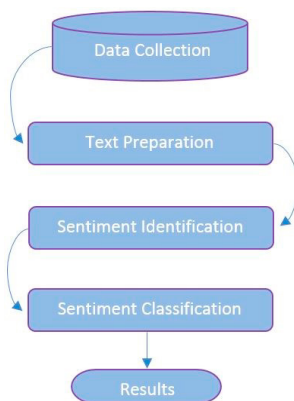 Data Collection
Text Preparation
Sentiment Identification
Sentiment Classification
Results